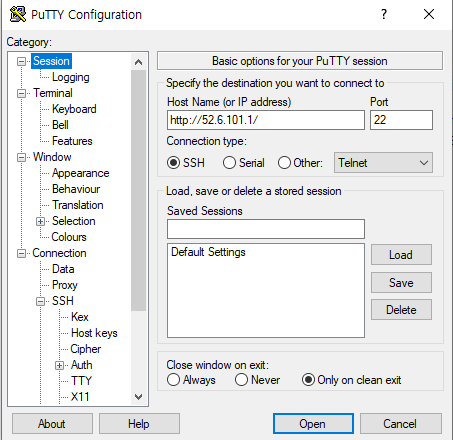 PuTTY Configuration
?
Category:
Session
Logging
Terminal
Keyboard
Bell
Features
Window
Appearance
Behaviour
Translation
Selection
Colours
Connection
Data
Proxy
SSH
Kex
Host keys
Cipher
Auth
TTY
X11
Basic options for your PuTTY session
Specify the destination you want to connect to
Host Name (or IP address) Port
http://52.6.101.1/ 22
Connection type:
SSH Serial Other: Telnet
Load, save or delete a stored session
Saved Sessions
Default Settings
Load
Save
Delete
Close window on exit:
Always Never Only on clean exit
About Help Open Cancel